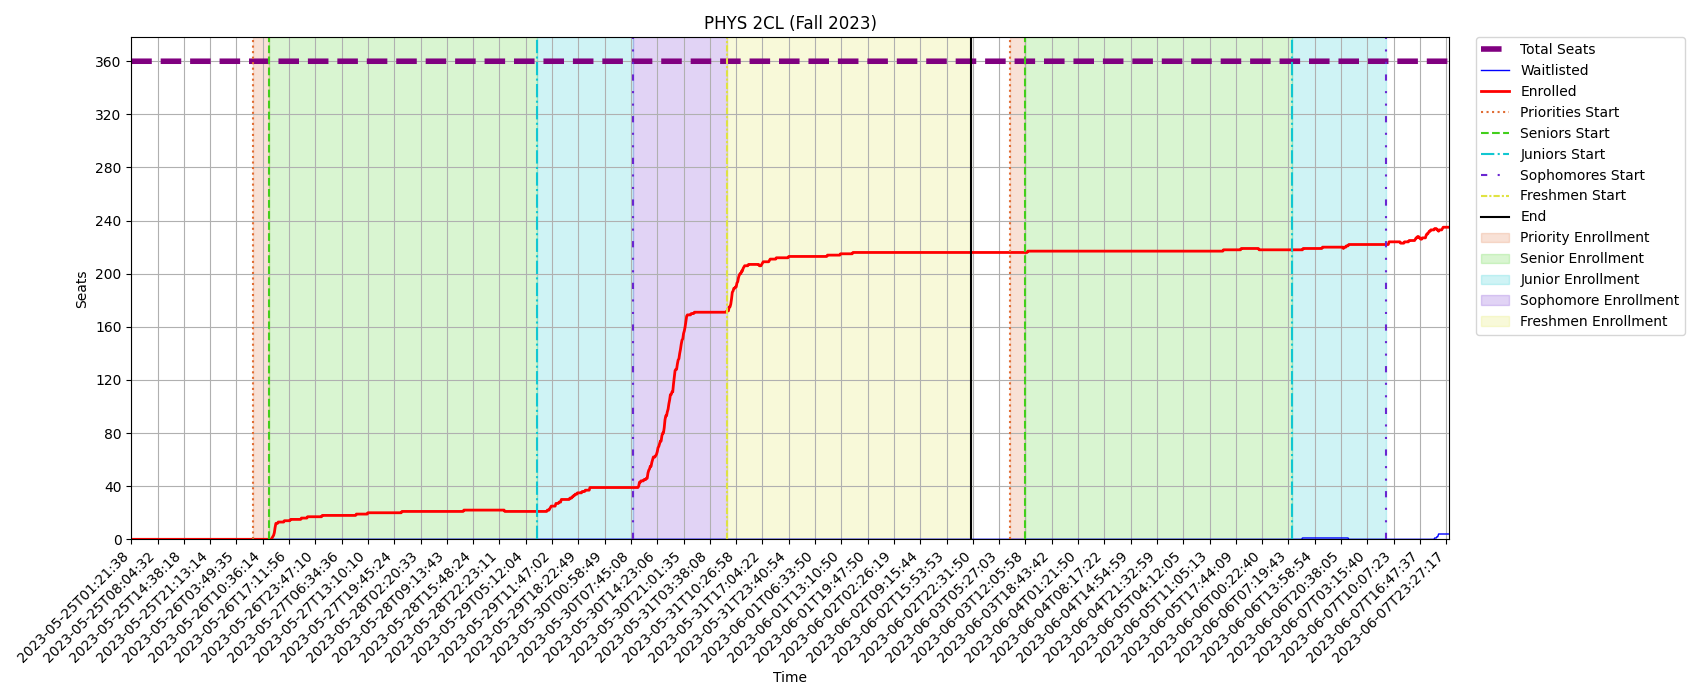 PHYS 2CL (Fall 2023)
Seats
360
320
280
240
200
160
120
80
40
0
2023-05-25T01:21:38
2023-05-25T08:04:32
2023-05-25T14:38:18
2023-05-25T21:13:14
2023-05-26T03:49:35
2023-05-26T10:36:14
2023-05-26T17:11:56
2023-05-26T23:47:10
2023-05-27T06:34:36
2023-05-27T13:10:10
2023-05-27T19:45:24
2023-05-28T02:20:33
2023-05-28T09:13:43
2023-05-28T15:48:24
2023-05-28T22:23:11
2023-05-29T05:12:04
2023-05-29T11:47:02
2023-05-29T18:22:49
2023-05-30T00:58:49
2023-05-30T07:45:08
2023-05-30T14:23:06
2023-05-30T21:01:35
2023-05-31T03:38:05
2023-05-31T10:26:58
2023-05-31T17:04:22
2023-05-31T23:40:54
2023-06-01T06:33:50
2023-06-01T13:10:50
2023-06-01T19:47:50
2023-06-02T02:26:19
2023-06-02T09:15:44
2023-06-02T15:53:53
2023-06-02T22:31:50
2023-06-03T05:27:03
2023-06-03T12:05:58
2023-06-03T18:43:42
2023-06-04T01:21:50
2023-06-04T08:17:22
2023-06-04T14:54:59
2023-06-04T21:32:59
2023-06-05T04:12:05
2023-06-05T11:05:13
2023-06-05T17:44:09
2023-06-06T00:22:40
2023-06-06T07:19:43
2023-06-06T13:58:54
2023-06-06T20:38:05
2023-06-07T03:15:40
2023-06-07T10:07:23
2023-06-07T16:47:37
2023-06-07T23:27:17
Time
Total Seats
Waitlisted
Enrolled
Priorities Start
Seniors Start
Juniors Start
Sophomores Start
Freshmen Start
End
Priority Enrollment
Senior Enrollment
Junior Enrollment
Sophomore Enrollment
Freshmen Enrollment